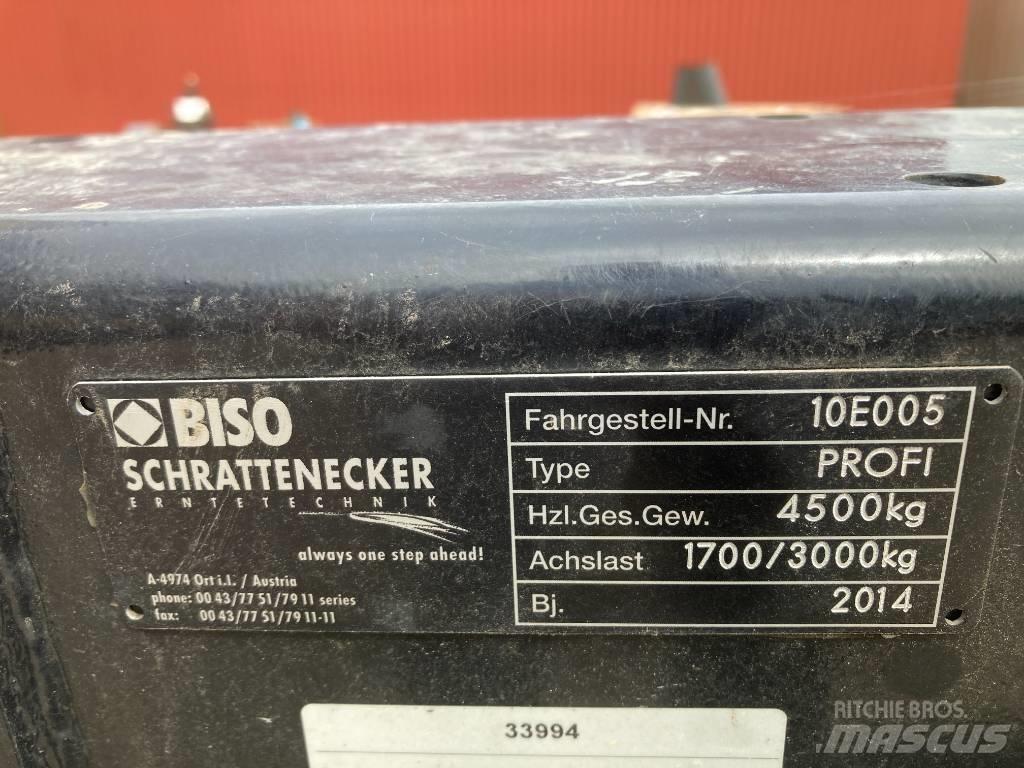 BISO
SCHRATTENECKER
ERNTETECHNIK
always one step ahead!
A-4974 Ort i.I. / Austria
phone: 00 43/77 51/79 11 series
fax: 00 43/77 51/79 11-11
Fahrgestell-Nr. 10E005
Type PROFI
Hzl.Ges.Gew. 4500kg
Achslast 1700/3000kg
Bj. 2014
33994
RITCHIE BROS.
MASCUS